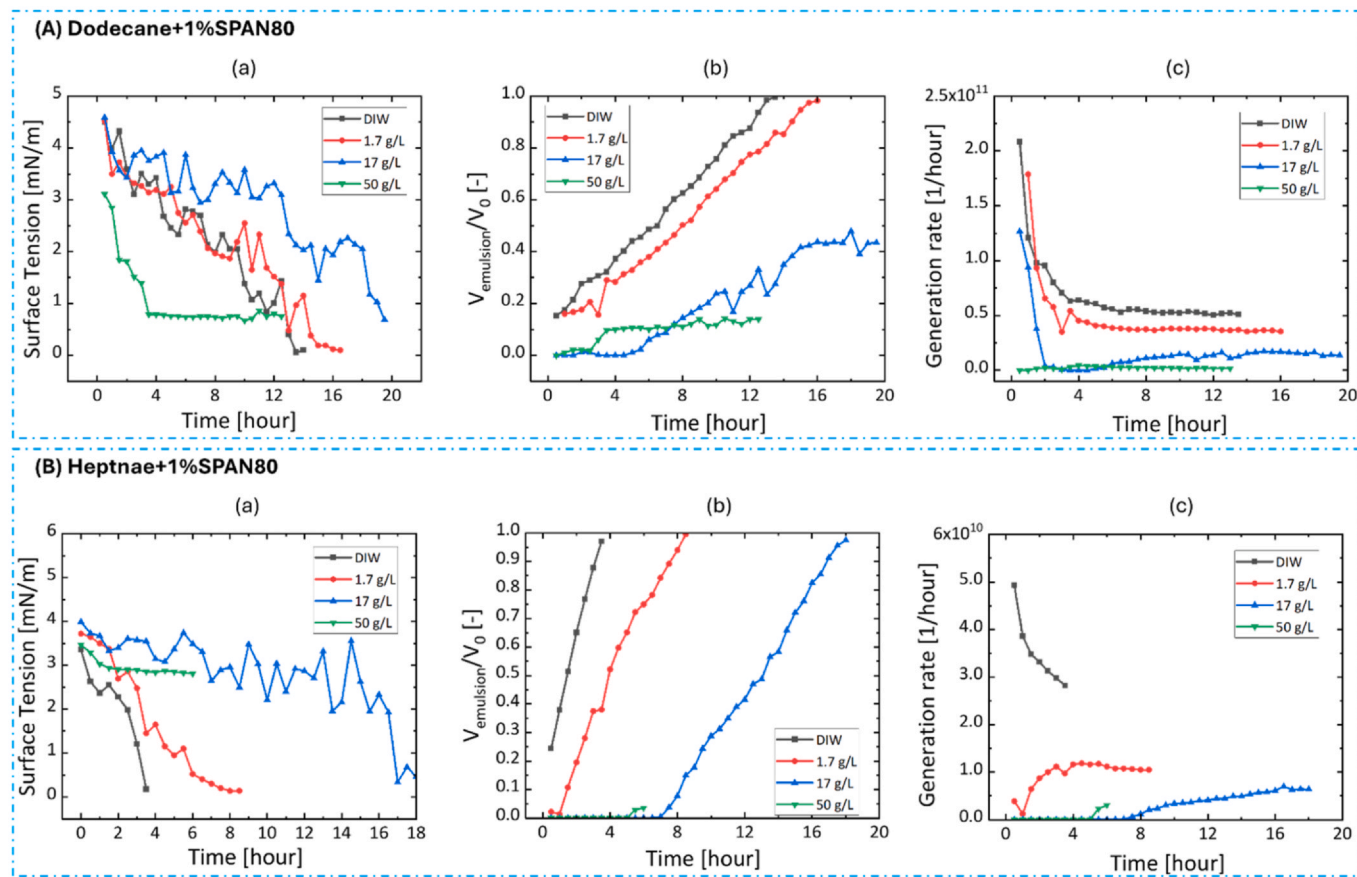 (A) Dodecane+1%SPAN80
(a)
5
4
3
2
1
0
Surface Tension [mN/m]
DIW
1.7 g/L
17 g/L
50 g/L
0 4 8 12 16 20
Time [hour]
(b)
1.0
0.8
0.6
0.4
0.2
0.0
Vemulsion/V0 [-]
DIW
1.7 g/L
17 g/L
50 g/L
0 4 8 12 16 20
Time [hour]
(c)
2.5x10¹¹
2.0
1.5
1.0
0.5
0.0
Generation rate [1/hour]
DIW
1.7 g/L
17 g/L
50 g/L
0 4 8 12 16 20
Time [hour]
(B) Heptnae+1%SPAN80
(a)
6
5
4
3
2
1
0
Surface Tension [mN/m]
DIW
1.7 g/L
17 g/L
50 g/L
0 2 4 6 8 10 12 14 16 18
Time [hour]
(b)
1.0
0.9
0.8
0.7
0.6
0.5
0.4
0.3
0.2
0.1
0.0
Vemulsion/V0 [-]
DIW
1.7 g/L
17 g/L
50 g/L
0 4 8 12 16 20
Time [hour]
(c)
6x10¹⁰
5.0
4.0
3.0
2.0
1.0
0.0
Generation rate [1/hour]
DIW
1.7 g/L
17 g/L
50 g/L
0 4 8 12 16 20
Time [hour]